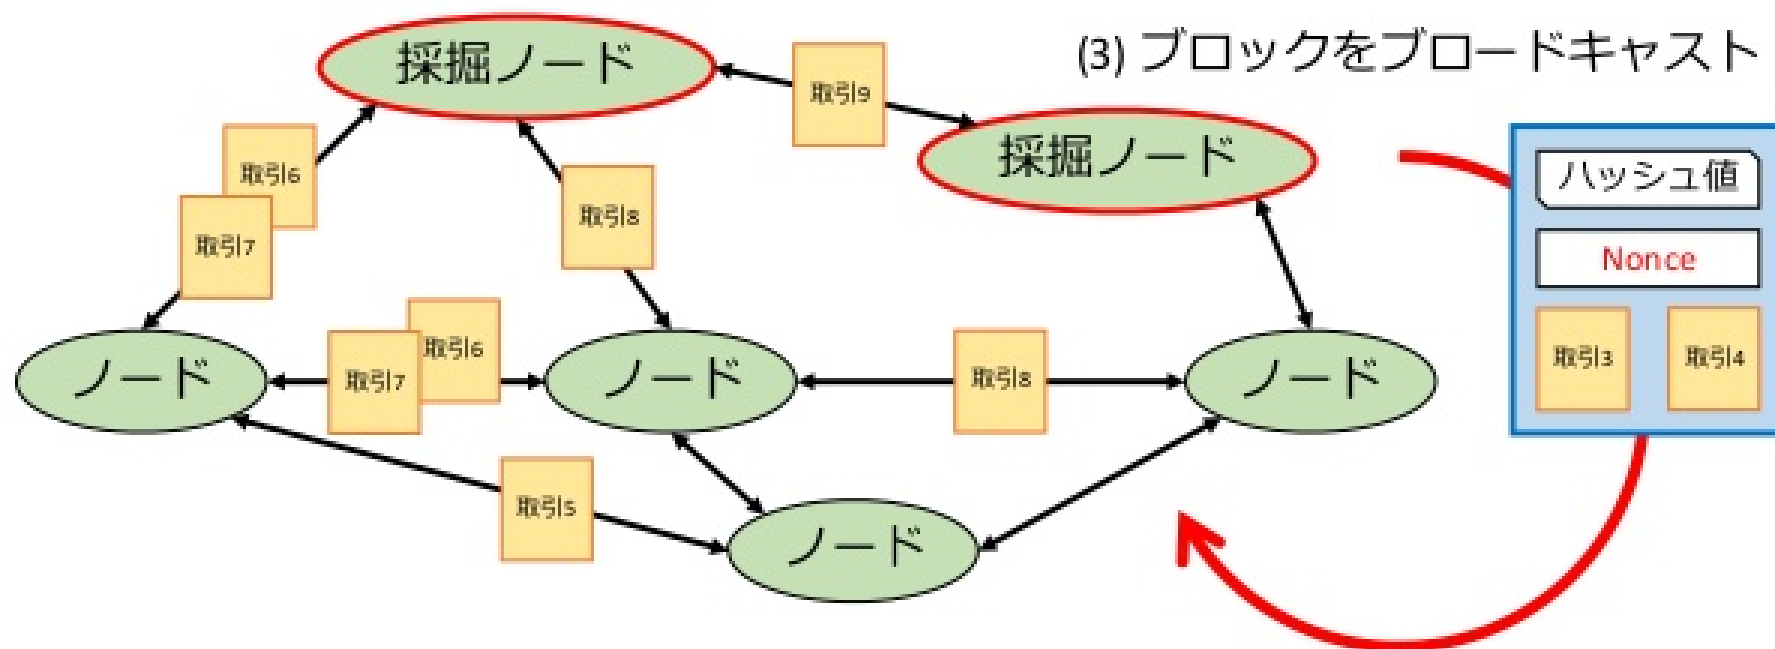 採掘ノード
(3) ブロックをブロードキャスト
取引9
採掘ノード
取引6
取引7
取引8
ハッシュ値
Nonce
取引3
取引4
ノード
取引6
取引7
ノード
取引8
ノード
取引5
ノード